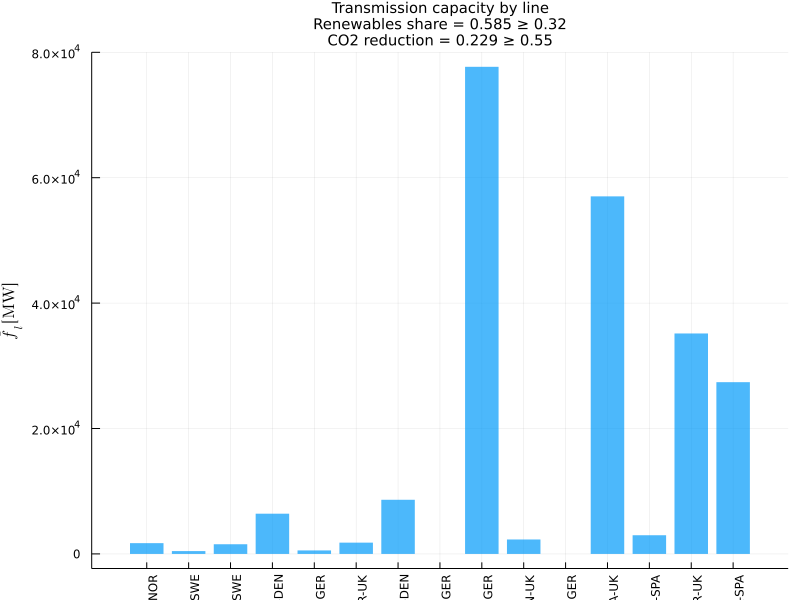 Transmission capacity by line
Renewables share = 0.585 ≥ 0.32
CO2 reduction = 0.229 ≥ 0.55
8.0×10⁴
6.0×10⁴
4.0×10⁴
2.0×10⁴
0
f̄_l [MW]
NOR
SWE
SWE
DEN
GER
R-UK
DEN
GER
GER
N-UK
GER
A-UK
-SPA
R-UK
-SPA